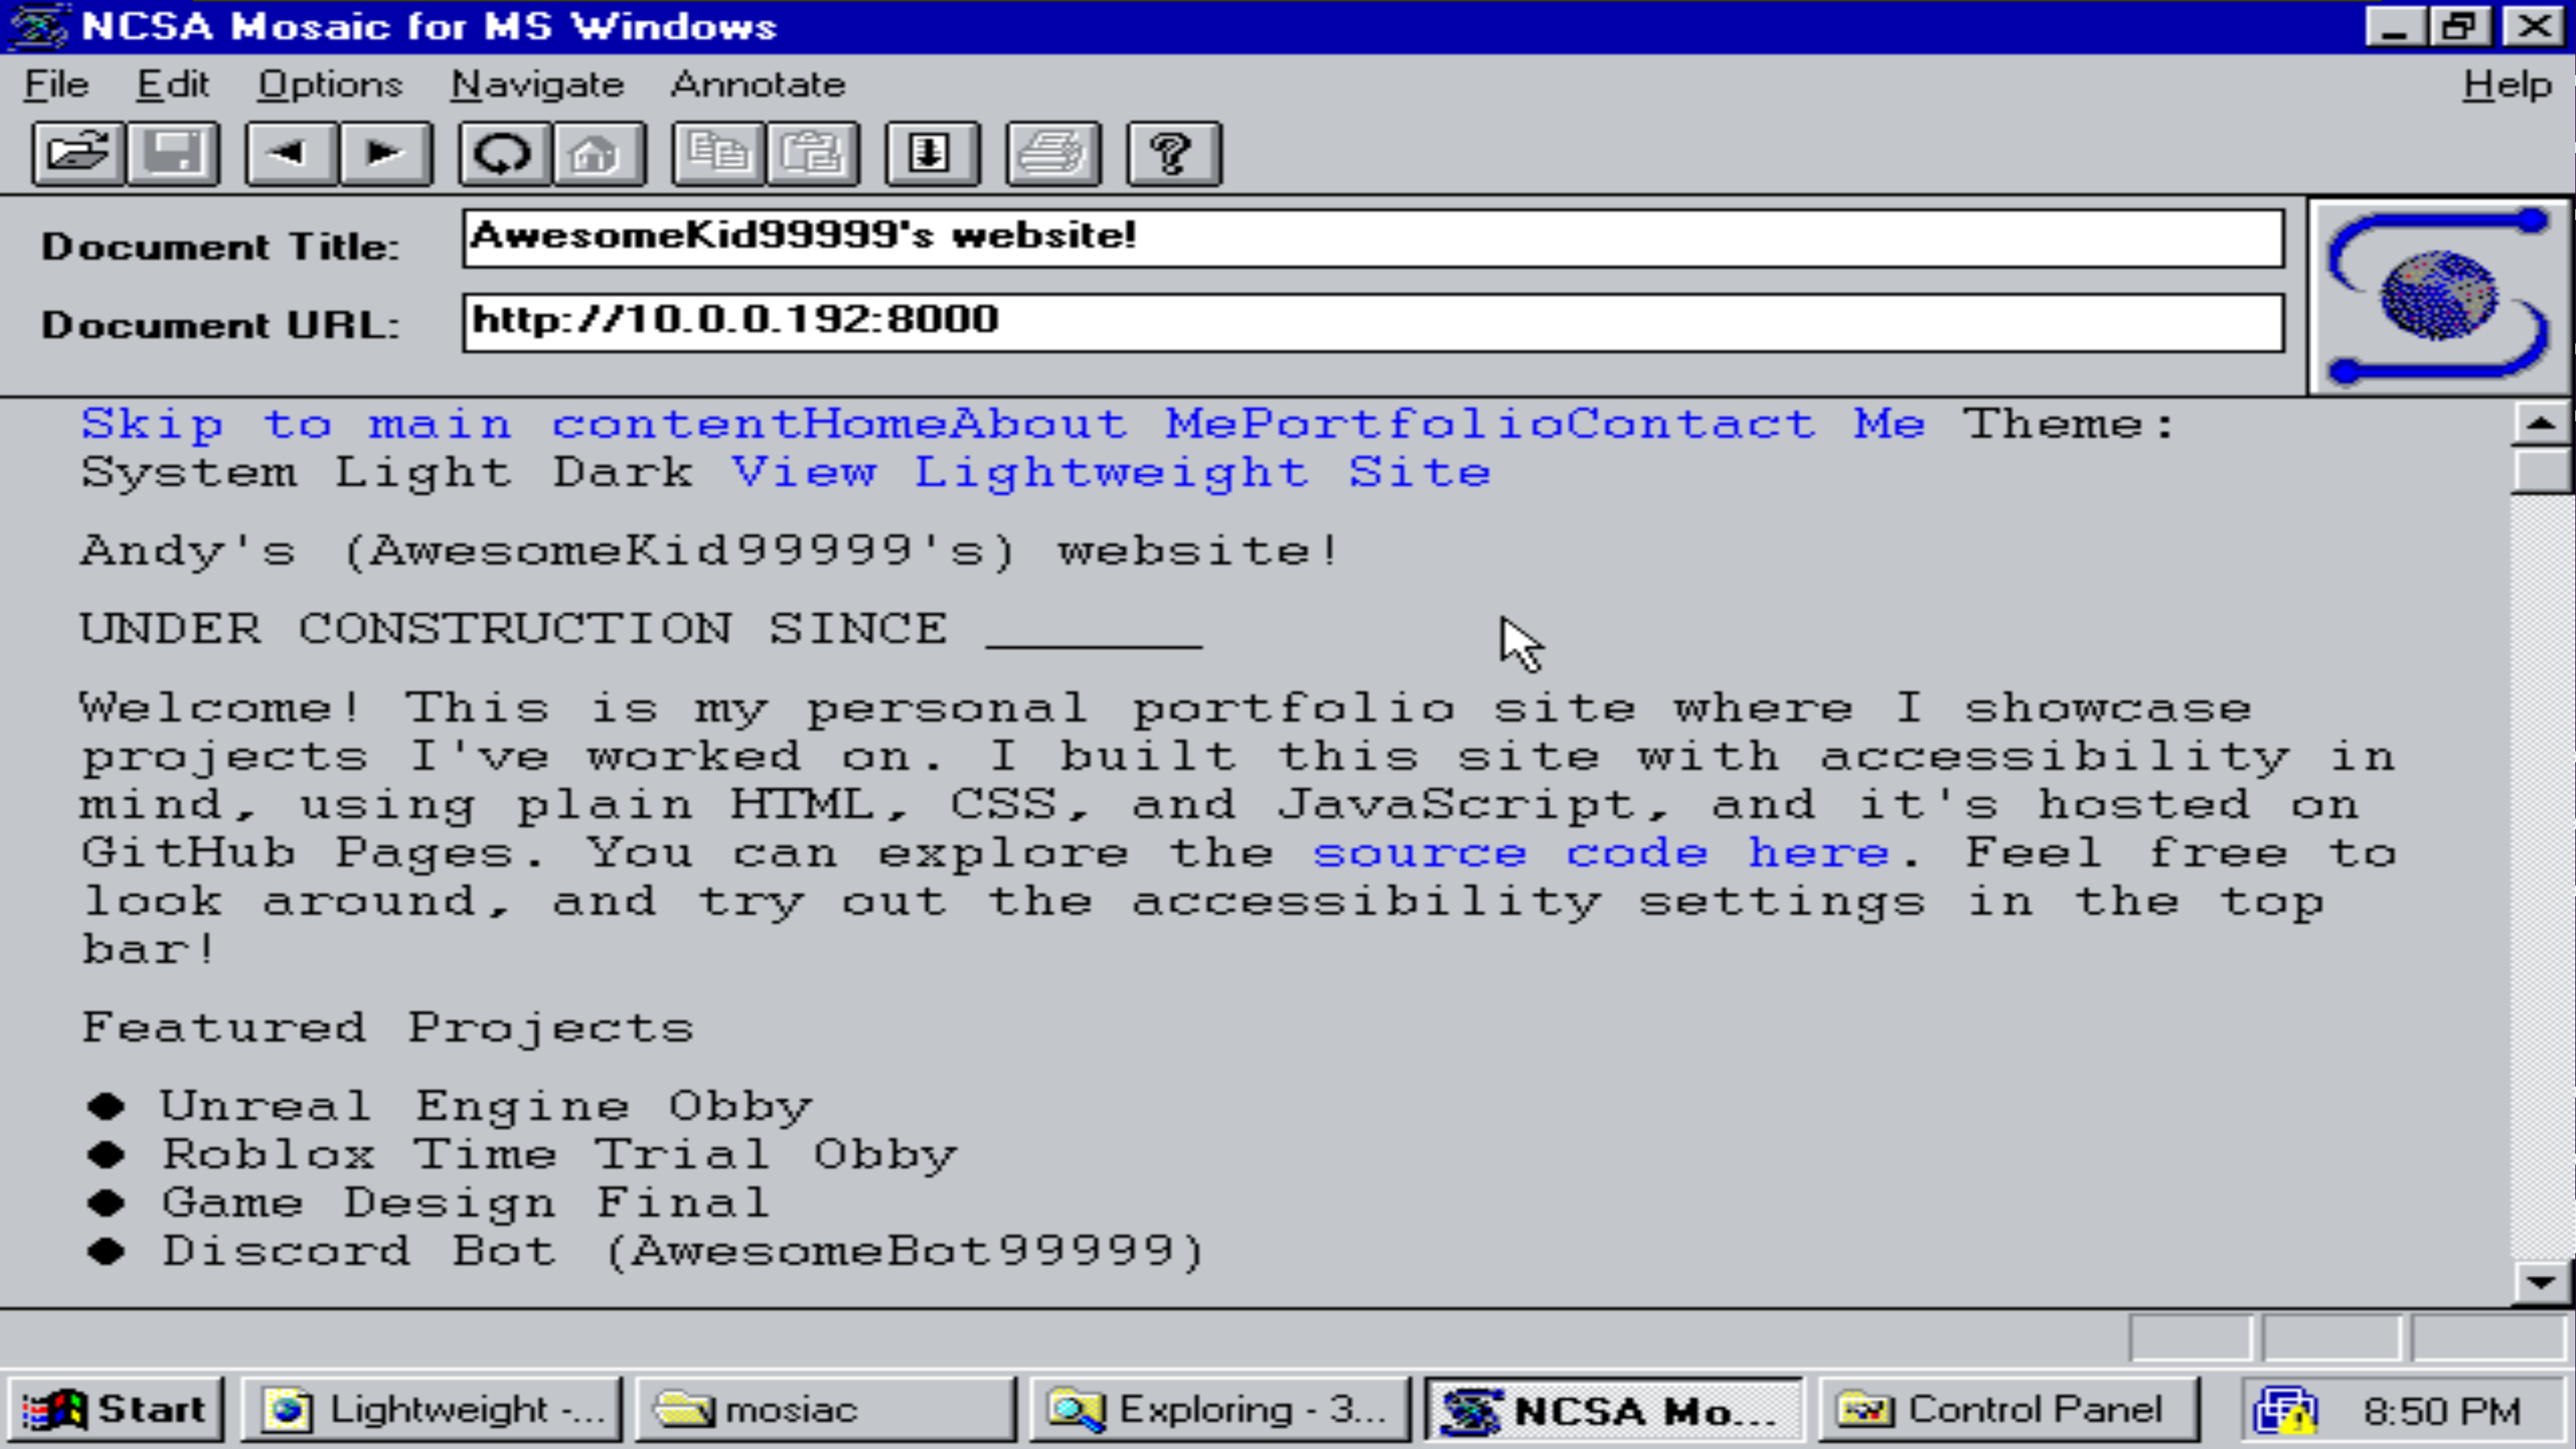 NCSA Mosaic for MS Windows
File Edit Options Navigate Annotate Help
Document Title: AwesomeKid99999's website!
Document URL: http://10.0.0.192:8000
Skip to main contentHomeAbout MePortfolioContact Me Theme:
System Light Dark View Lightweight Site
Andy's (AwesomeKid99999's) website!
UNDER CONSTRUCTION SINCE ______
Welcome! This is my personal portfolio site where I showcase
projects I've worked on. I built this site with accessibility in
mind, using plain HTML, CSS, and JavaScript, and it's hosted on
GitHub Pages. You can explore the source code here. Feel free to
look around, and try out the accessibility settings in the top
bar!
Featured Projects
Unreal Engine Obby
Roblox Time Trial Obby
Game Design Final
Discord Bot (AwesomeBot99999)
Start Lightweight -... mosiac Exploring - 3... NCSA Mo... Control Panel 8:50 PM